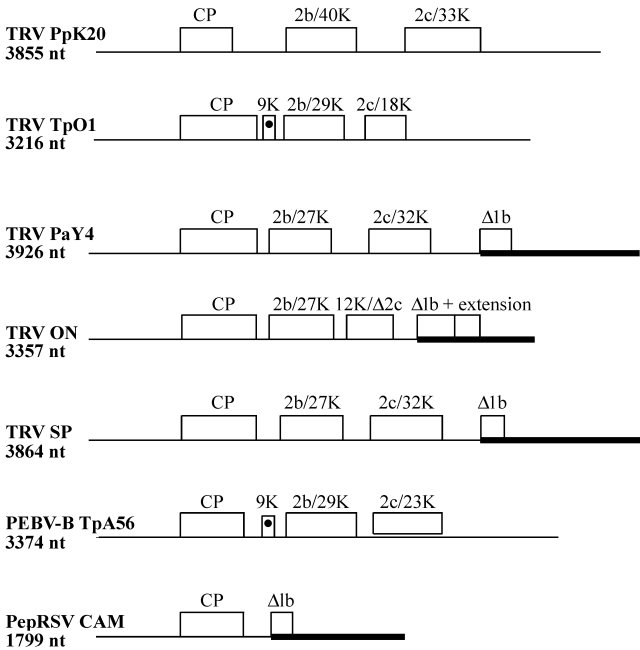 CP 2b/40K 2c/33K
TRV PpK20
3855 nt
CP 9K 2b/29K 2c/18K
TRV TpO1
3216 nt
CP 2b/27K 2c/32K Δ1b
TRV PaY4
3926 nt
CP 2b/27K 12K/Δ2c Δ1b + extension
TRV ON
3357 nt
CP 2b/27K 2c/32K Δ1b
TRV SP
3864 nt
CP 9K 2b/29K 2c/23K
PEBV-B TpA56
3374 nt
CP Δ1b
PepRSV CAM
1799 nt